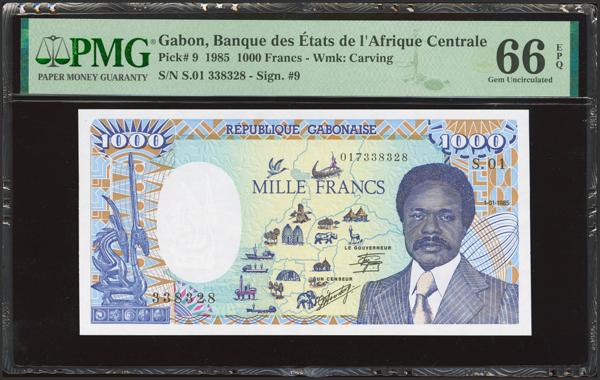 PMG
PAPER MONEY GUARANTY
Gabon, Banque des États de l'Afrique Centrale
Pick# 9 1985 1000 Francs - Wmk: Carving
S/N S.01 338328 - Sign. #9
66 EPQ
Gem Uncirculated
REPUBLIQUE GABONAISE
1000
1000
017338328
S-01
MILLE FRANCS
1-01-1985
LE GOUVERNEUR
UN CENSEUR
338328